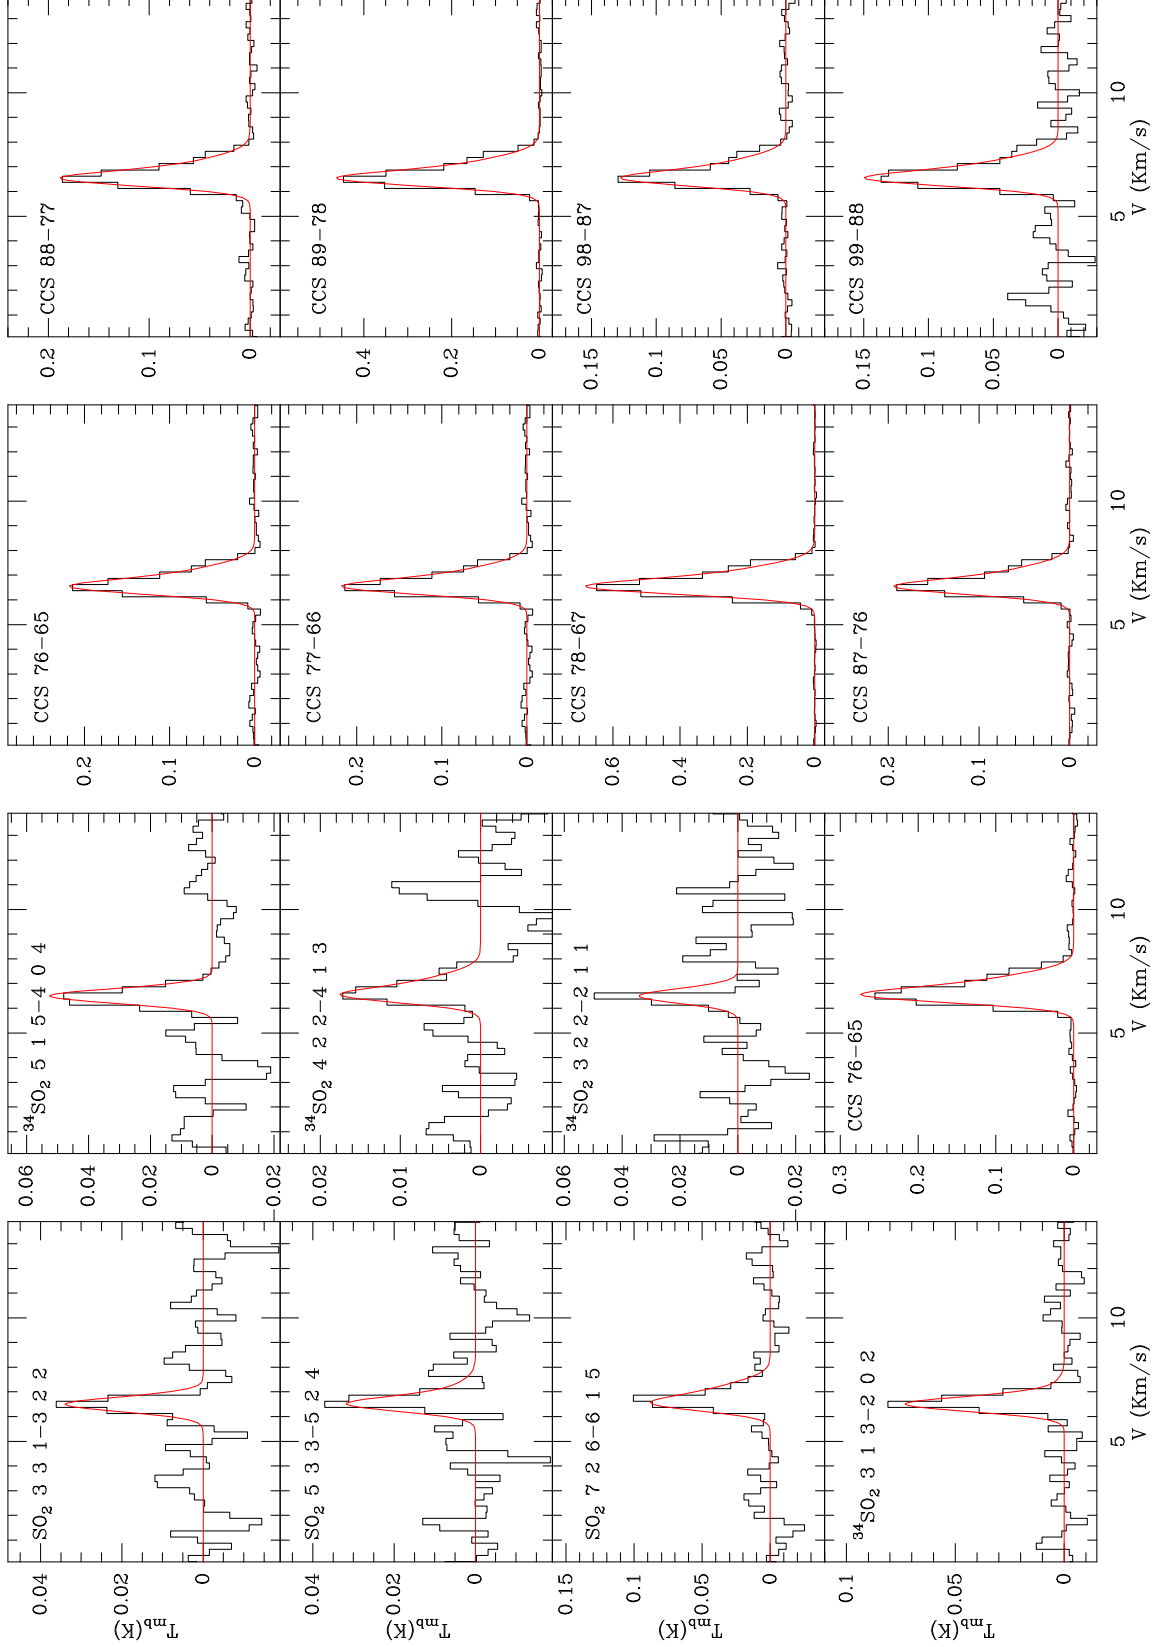 SO₂ 3 3 1−3 2 2
0.04
0.02
0
T_mb(K)
³⁴SO₂ 5 1 5−4 0 4
0.06
0.04
0.02
0
0.02
CCS 76−65
0.2
0.1
0
CCS 88−77
0.2
0.1
0
SO₂ 5 3 3−5 2 4
0.04
0.02
0
T_mb(K)
³⁴SO₂ 4 2 2−4 1 3
0.02
0.01
0
CCS 77−66
0.2
0.1
0
CCS 89−78
0.4
0.2
0
SO₂ 7 2 6−6 1 5
0.15
0.1
0.05
0
T_mb(K)
³⁴SO₂ 3 2 2−2 1 1
0.06
0.04
0.02
0
0.02
CCS 78−67
0.6
0.4
0.2
0
CCS 98−87
0.15
0.1
0.05
0
³⁴SO₂ 3 1 3−2 0 2
0.1
0.05
0
T_mb(K)
CCS 76−65
0.3
0.2
0.1
0
CCS 87−76
0.2
0.1
0
CCS 99−88
0.15
0.1
0.05
0
5 10
V (Km/s)
5 10
V (Km/s)
5 10
V (Km/s)
5 10
V (Km/s)